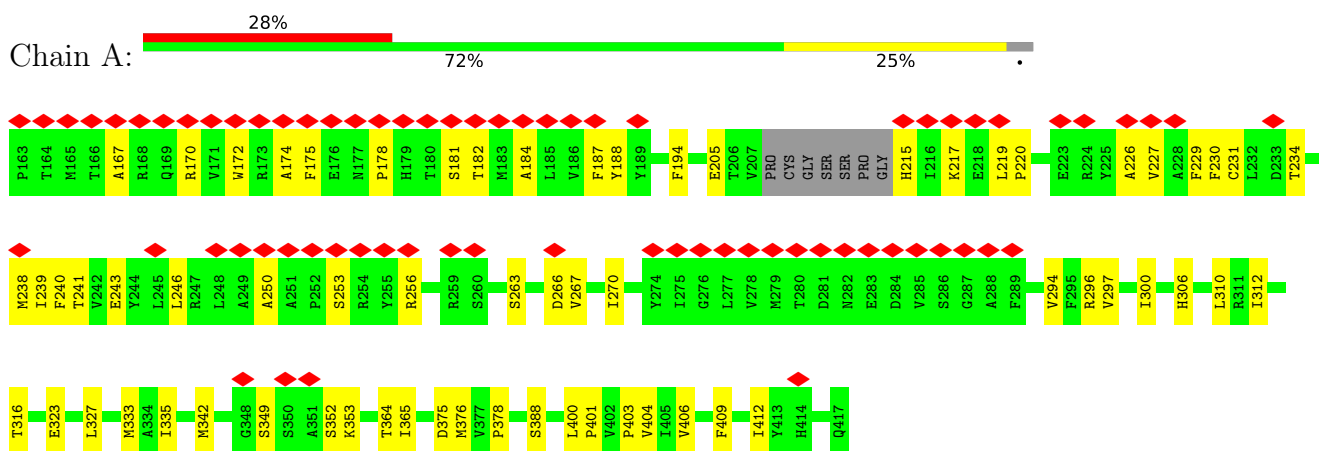 28%
Chain A:
72% 25% •
P163 T164 M165 T166 A167 R168 Q169 R170 V171 W172 R173 A174 F175 E176 N177 P178 H179 T180 S181 T182 M183 A184 L185 V186 F187 Y188 Y189 F194 E205 T206 V207 PRO CYS GLY SER SER PRO GLY H215 I216 K217 E218 L219 P220 E223 R224 Y225 A226 V227 A228 F229 F230 C231 L232 D233 T234
M238 I239 F240 T241 V242 E243 Y244 L245 L246 R247 L248 A249 A250 A251 P252 S253 R254 Y255 R256 R259 S260 S263 D266 V267 I270 Y274 I275 G276 L277 V278 M279 T280 D281 N282 E283 D284 V285 S286 G287 A288 F289 V294 F295 R296 V297 I300 H306 L310 R311 I312
T316 E323 L327 M333 A334 I335 M342 G348 S349 S350 A351 S352 K353 T364 I365 D375 M376 V377 P378 S388 L400 P401 V402 P403 V404 I405 V406 F409 I412 Y413 H414 Q417